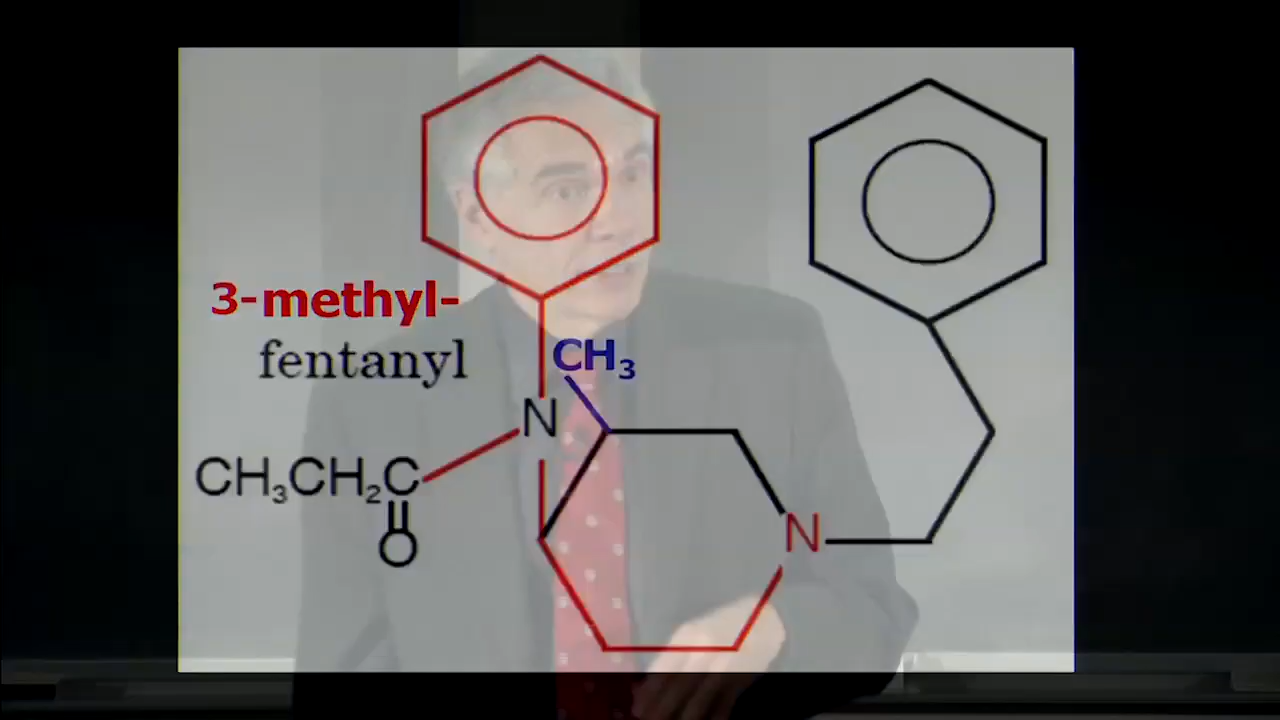 3-methyl-
fentanyl
CH₃
N
CH₃CH₂C
O
N